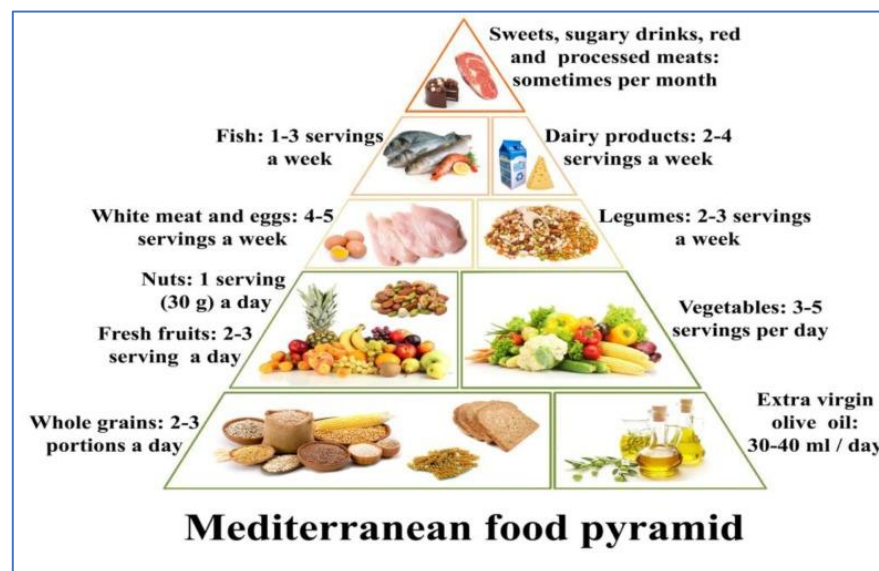 Sweets, sugary drinks, red
and processed meats:
sometimes per month
Fish: 1-3 servings
a week
Dairy products: 2-4
servings a week
White meat and eggs: 4-5
servings a week
Legumes: 2-3 servings
a week
Nuts: 1 serving
(30 g) a day
Fresh fruits: 2-3
serving a day
Vegetables: 3-5
servings per day
Whole grains: 2-3
portions a day
Extra virgin
olive oil:
30-40 ml / day
Mediterranean food pyramid